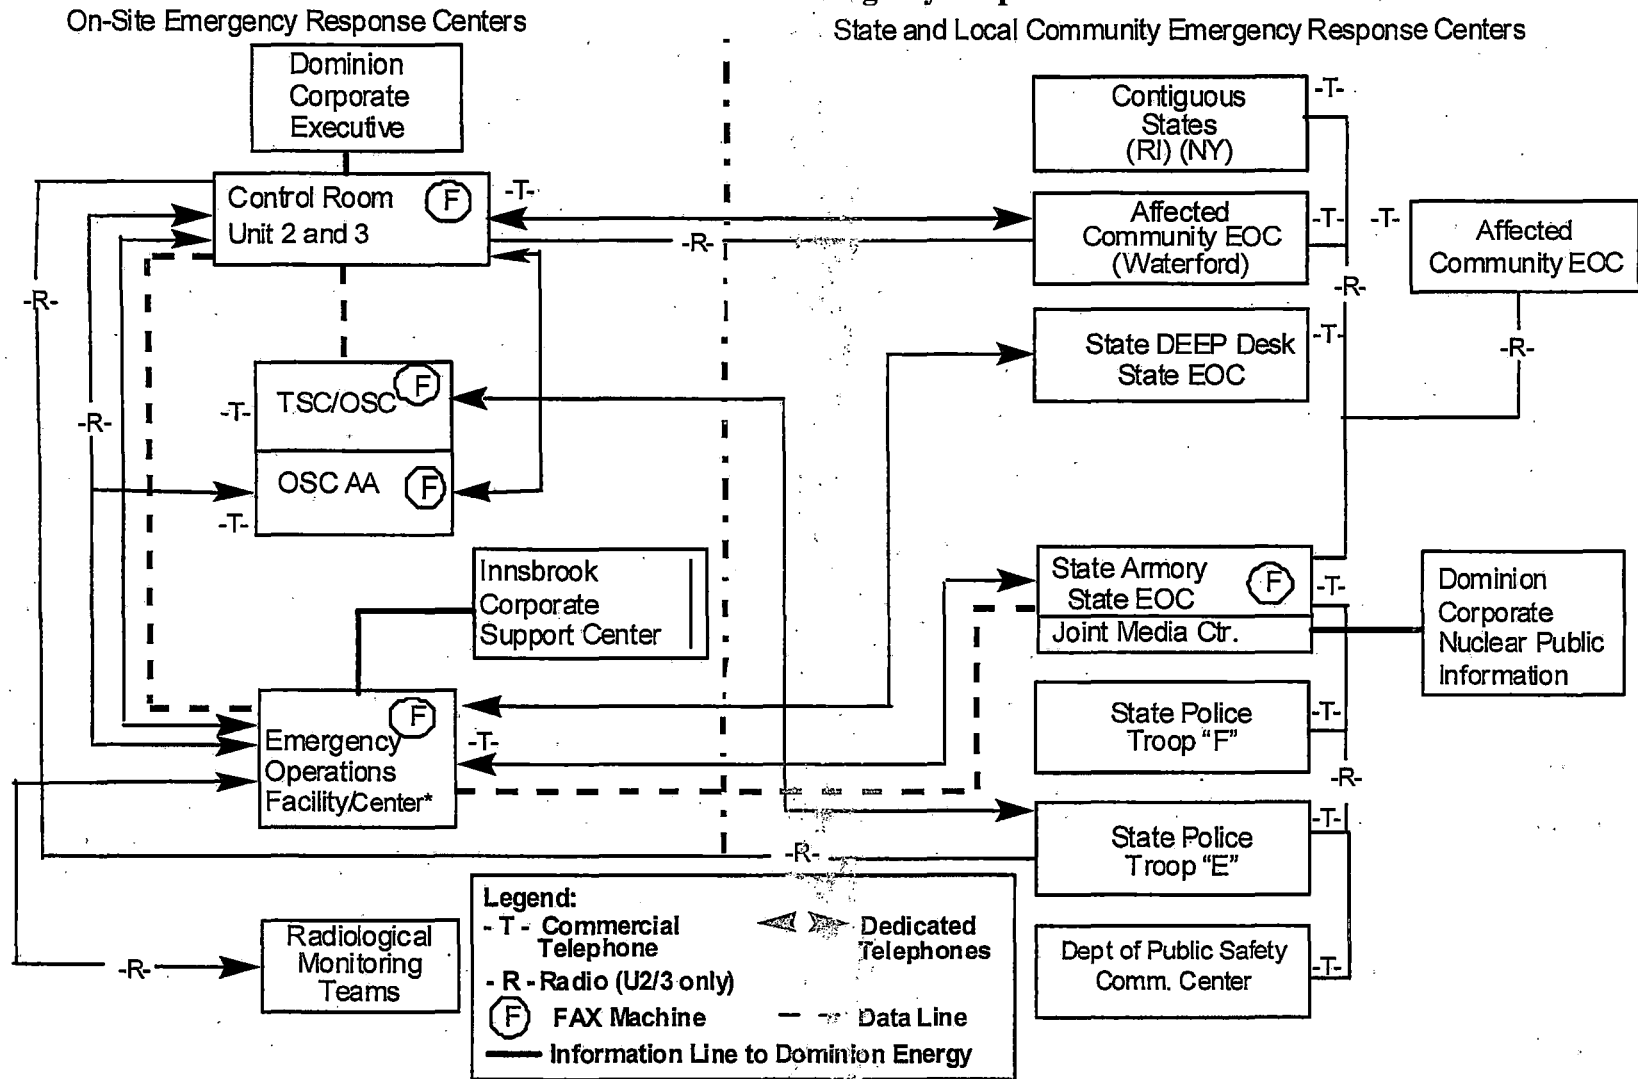 On-Site Emergency Response Centers
State and Local Community Emergency Response Centers
Dominion
Corporate
Executive
Control Room
Unit 2 and 3
F
-T-
-R-
-R-
-R-
TSC/OSC
F
-T-
OSC AA
F
-T-
Innsbrook
Corporate
Support Center
F
Emergency
Operations
Facility/Center*
-T-
-R-
Radiological
Monitoring
Teams
-R-
Contiguous
States
(RI) (NY)
-T-
Affected
Community EOC
(Waterford)
-T-
-T-
Affected
Community EOC
-R-
-R-
State DEEP Desk
State EOC
-T-
State Armory
State EOC
F
-T-
Joint Media Ctr.
Dominion
Corporate
Nuclear Public
Information
State Police
Troop "F"
-T-
-R-
State Police
Troop "E"
-T-
Dept of Public Safety
Comm. Center
-T-
Legend:
- T - Commercial
Telephone
Dedicated
Telephones
- R - Radio (U2/3 only)
F FAX Machine
Data Line
Information Line to Dominion Energy